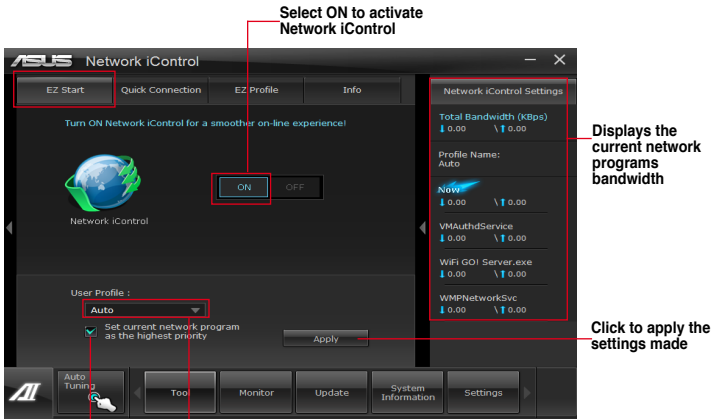 Select ON to activate
Network iControl
ASUS Network iControl
EZ Start
Quick Connection
EZ Profile
Info
Turn ON Network iControl for a smoother on-line experience!
ON
OFF
Network iControl
User Profile :
Auto
Set current network program
as the highest priority
Apply
Network iControl Settings
Total Bandwidth (KBps)
0.00 \ 0.00
Profile Name:
Auto
Now
0.00 \ 0.00
VMAuthdService
0.00 \ 0.00
WiFi GO! Server.exe
0.00 \ 0.00
WMPNetworkSvc
0.00 \ 0.00
Displays the
current network
programs
bandwidth
Click to apply the
settings made
Auto
Tuning
Tool
Monitor
Update
System
Information
Settings